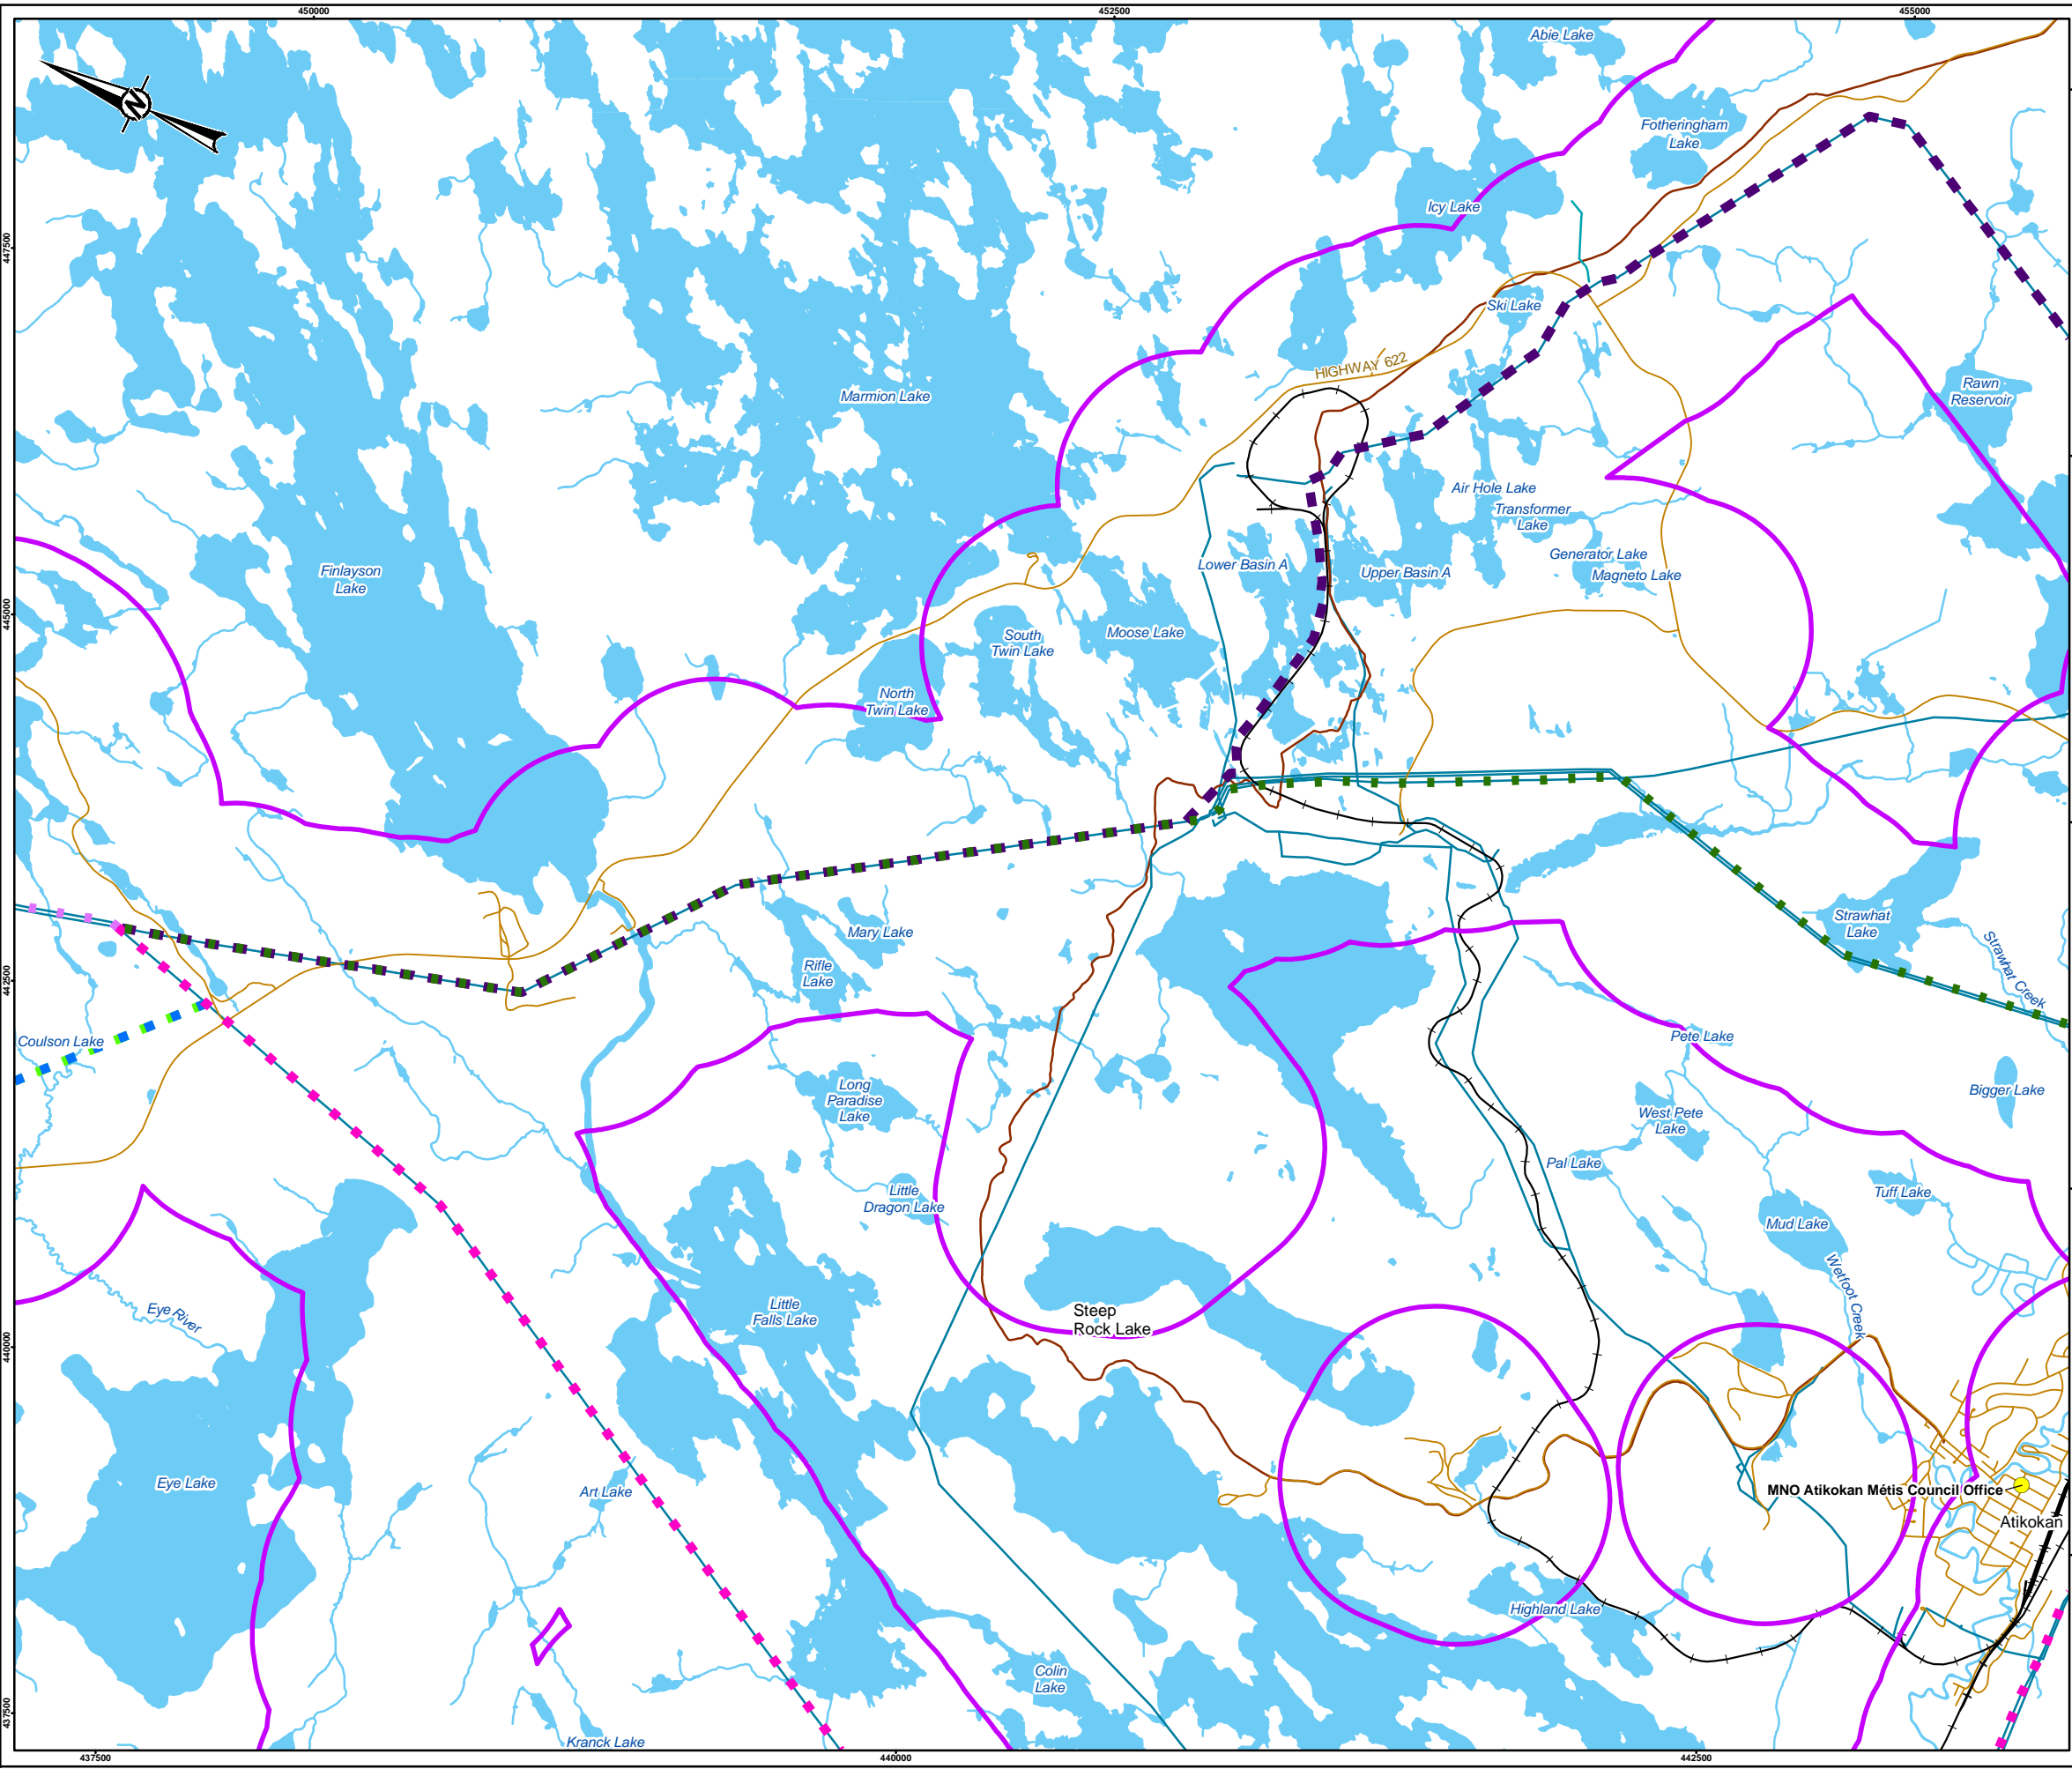 450000
452500
455000
Abie Lake
N
Fotheringham
Lake
Icy Lake
447500
Ski Lake
HIGHWAY 622
Rawn
Reservoir
Marmion Lake
Air Hole Lake
Transformer
Lake
Generator Lake
Lower Basin A
Upper Basin A
Magneto Lake
Finlayson
Lake
445000
South
Twin Lake
Moose Lake
North
Twin Lake
Strawhat
Lake
Mary Lake
Strawhat Creek
Rifle
Lake
442500
Coulson Lake
Pete Lake
Long
Paradise
Lake
Bigger Lake
West Pete
Lake
Pal Lake
Little
Dragon Lake
Tuff Lake
Mud Lake
Wetfoot Creek
Eye River
Little
Falls Lake
Steep
Rock Lake
440000
Eye Lake
Art Lake
MNO Atikokan Métis Council Office
Atikokan
Highland Lake
Colin
Lake
437500
Kranck Lake
437500
440000
442500